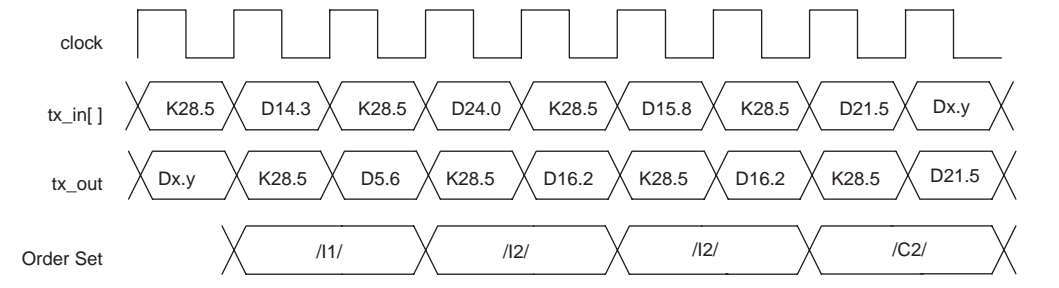 clock
tx_in[ ] K28.5 D14.3 K28.5 D24.0 K28.5 D15.8 K28.5 D21.5 Dx.y
tx_out Dx.y K28.5 D5.6 K28.5 D16.2 K28.5 D16.2 K28.5 D21.5
Order Set /I1/ /I2/ /I2/ /C2/